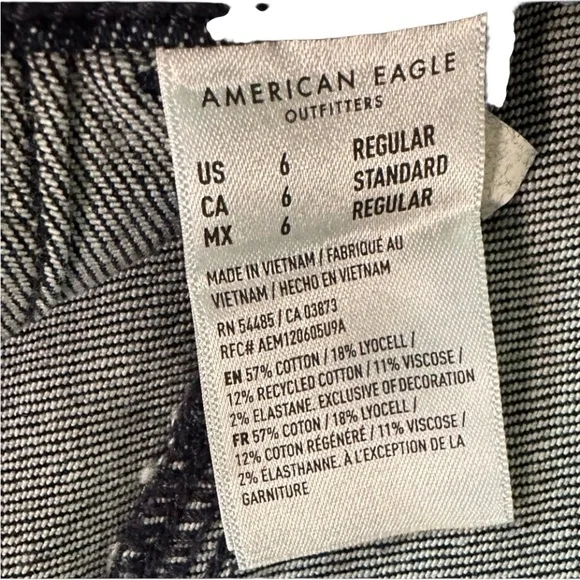 AMERICAN EAGLE
OUTFITTERS
US 6 REGULAR
CA 6 STANDARD
MX 6 REGULAR
MADE IN VIETNAM / FABRIQUÉ AU
VIETNAM / HECHO EN VIETNAM
RN 54485 / CA 03873
RFC# AEM120605U9A
EN 57% COTTON / 18% LYOCELL /
12% RECYCLED COTTON / 11% VISCOSE /
2% ELASTANE. EXCLUSIVE OF DECORATION
FR 57% COTON / 18% LYOCELL /
12% COTON RÉGÉNÉRÉ / 11% VISCOSE /
2% ÉLASTHANNE. À L'EXCEPTION DE LA
GARNITURE